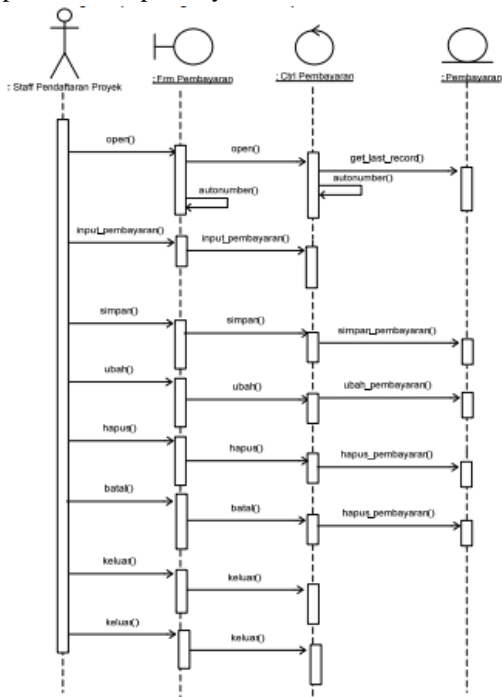 : Staff Pendaftaran Proyek
: Frm Pembayaran
: Ctrl Pembayaran
: Pembayaran
open()
open()
get_last_record()
autonumber()
autonumber()
input_pembayaran()
input_pembayaran()
simpan()
simpan()
simpan_pembayaran()
ubah()
ubah()
ubah_pembayaran()
hapus()
hapus()
hapus_pembayaran()
batal()
batal()
hapus_pembayaran()
keluar()
keluar()
keluar()
keluar()